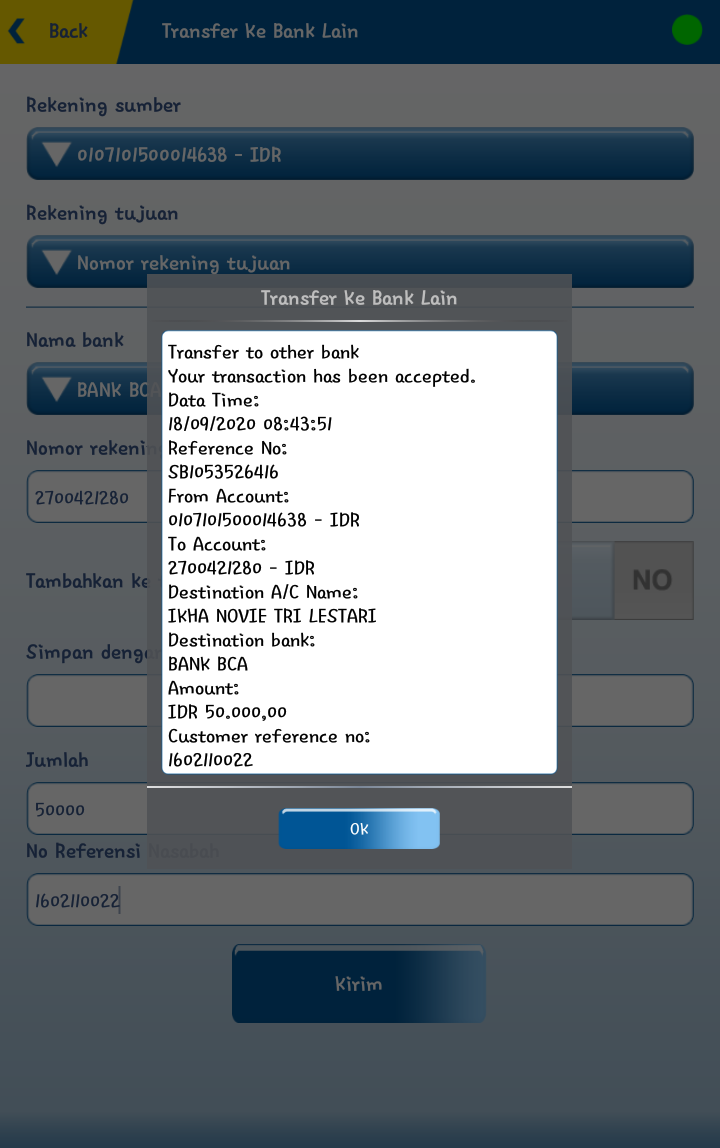 Back
Transfer Ke Bank Lain
Rekening sumber
0107101500014638 - IDR
Rekening tujuan
Nomor rekening tujuan
Nama bank
BANK BCA
Nomor rekening
2700421280
Tambahkan ke
NO
Simpan dengan
Jumlah
50000
No Referensi Nasabah
1602110022
Kirim
Transfer Ke Bank Lain
Transfer to other bank
Your transaction has been accepted.
Data Time:
18/09/2020 08:43:51
Reference No:
SB1053526416
From Account:
0107101500014638 - IDR
To Account:
2700421280 - IDR
Destination A/C Name:
IKHA NOVIE TRI LESTARI
Destination bank:
BANK BCA
Amount:
IDR 50.000,00
Customer reference no:
1602110022
Ok